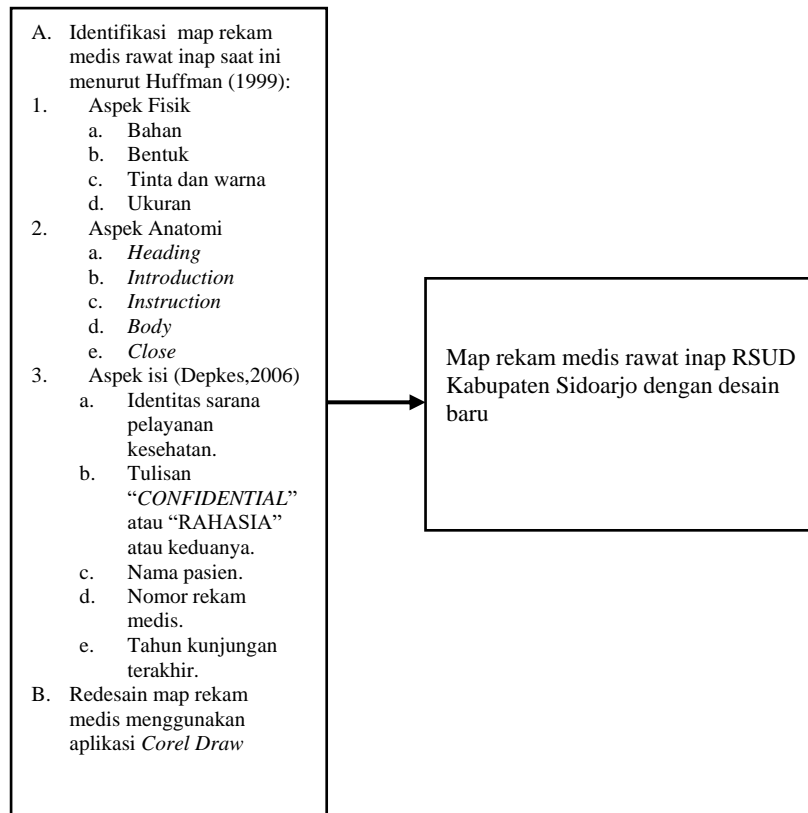 A. Identifikasi map rekam
medis rawat inap saat ini
menurut Huffman (1999):
1. Aspek Fisik
a. Bahan
b. Bentuk
c. Tinta dan warna
d. Ukuran
2. Aspek Anatomi
a. Heading
b. Introduction
c. Instruction
d. Body
e. Close
3. Aspek isi (Depkes,2006)
a. Identitas sarana
pelayanan
kesehatan.
b. Tulisan
“CONFIDENTIAL”
atau “RAHASIA”
atau keduanya.
c. Nama pasien.
d. Nomor rekam
medis.
e. Tahun kunjungan
terakhir.
B. Redesain map rekam
medis menggunakan
aplikasi Corel Draw
Map rekam medis rawat inap RSUD
Kabupaten Sidoarjo dengan desain
baru